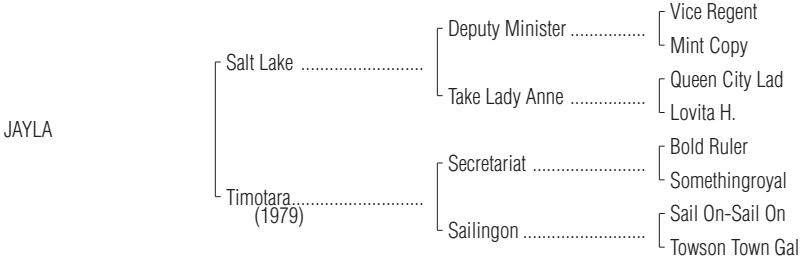 Vice Regent
Deputy Minister ................
Mint Copy
Salt Lake ..........................
Queen City Lad
Take Lady Anne ................
Lovita H.
JAYLA
Bold Ruler
Secretariat ........................
Somethingroyal
Timotara............................
(1979)
Sail On-Sail On
Sailingon ..........................
Towson Town Gal